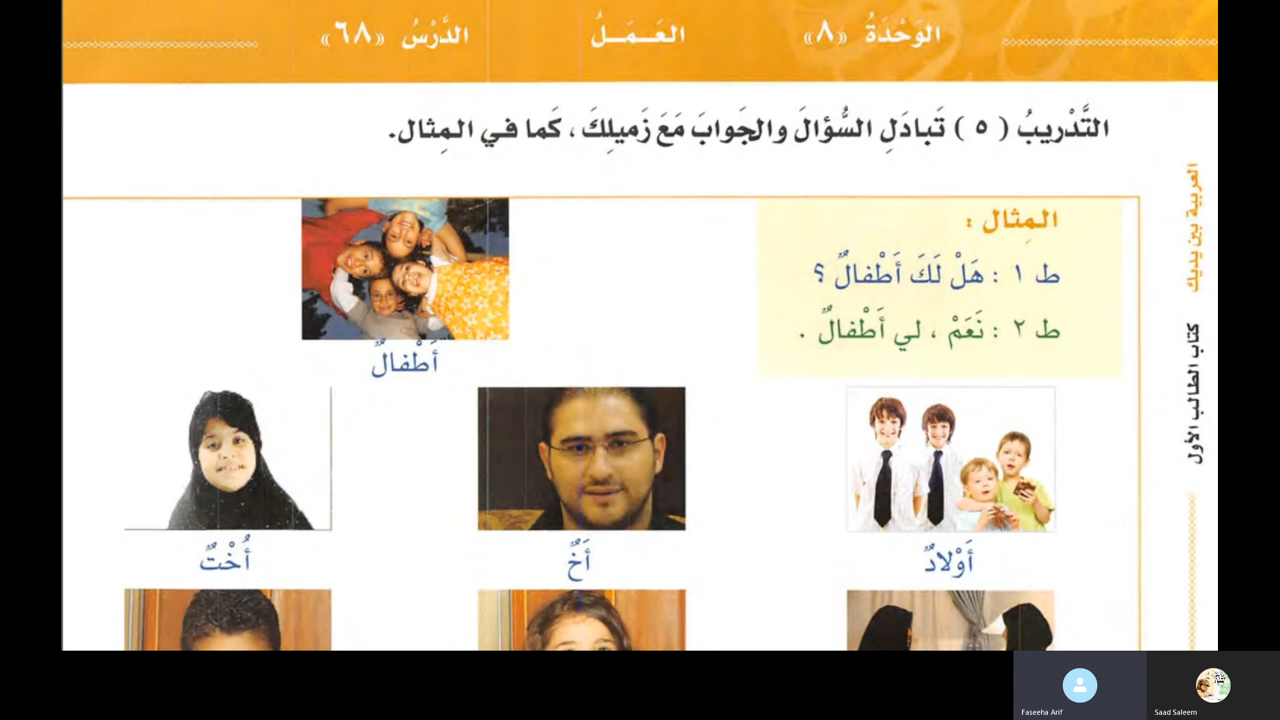 الوَحْدَةُ «٨»
العَمَلُ
الدَّرْسُ «٦٨»
التَّدْريبُ ( ٥ ) تَبادَلِ السُّؤالَ والجَوابَ مَعَ زَميلِكَ ، كَما في المِثال.
المِثال :
ط ١ : هَلْ لَكَ أَطْفالٌ ؟
ط ٢ : نَعَمْ ، لي أَطْفالٌ .
أَطْفالٌ
أَوْلادٌ
أَخٌ
أُخْتٌ
العربية بين يديك
كتاب الطالب الأول
Faseeha Arif
Saad Saleem